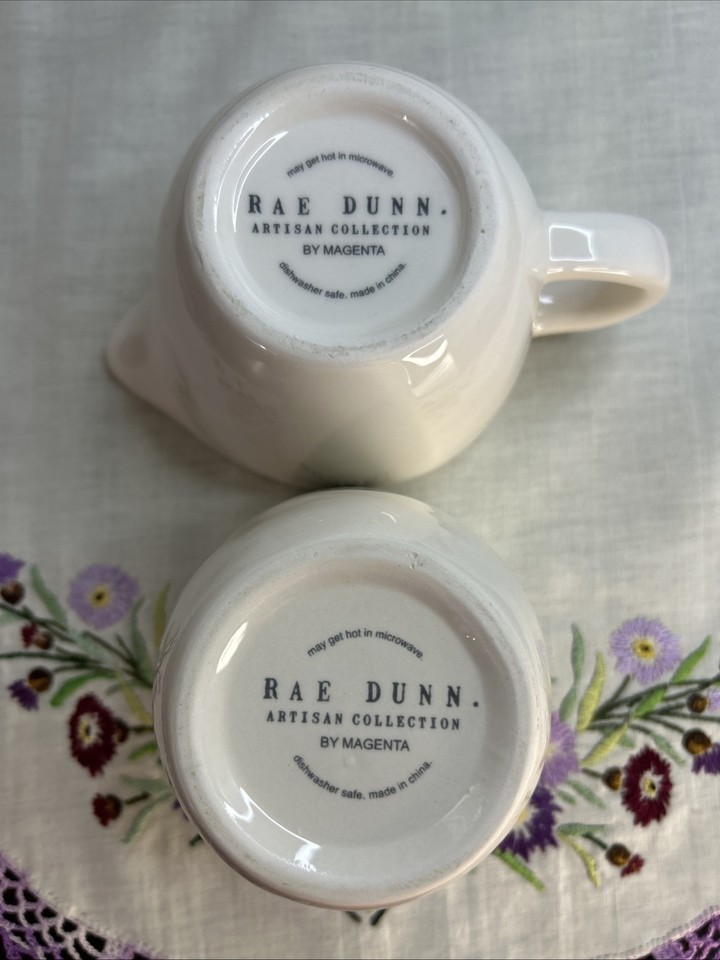 may get hot in microwave.
RAE DUNN.
ARTISAN COLLECTION
BY MAGENTA
dishwasher safe. made in china.
may get hot in microwave.
RAE DUNN.
ARTISAN COLLECTION
BY MAGENTA
dishwasher safe. made in china.